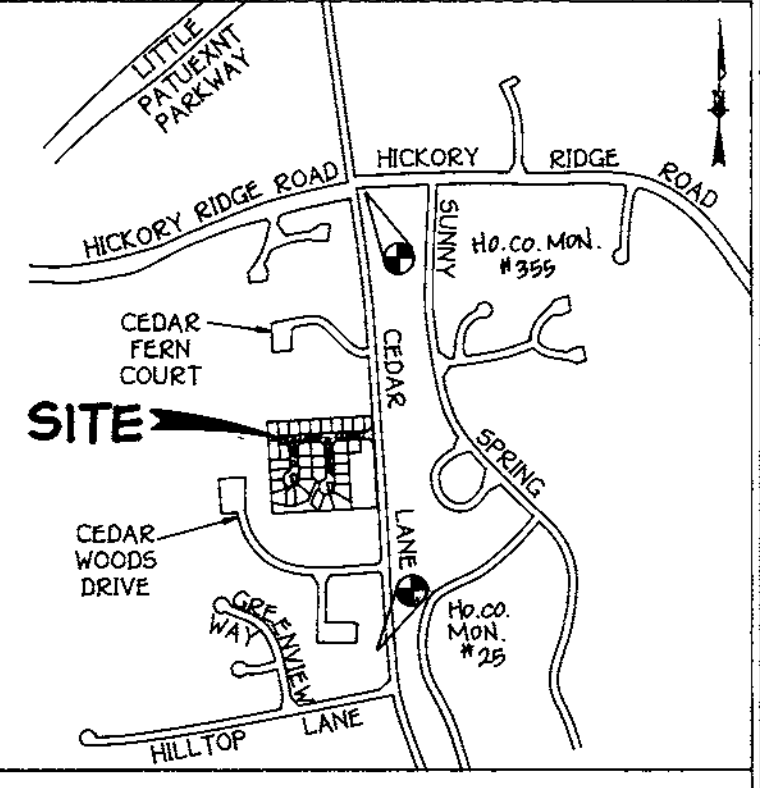 LITTLE
PATUEXNT
PARKWAY
HICKORY RIDGE ROAD
HICKORY RIDGE ROAD
SUNNY
HO.CO. MON.
#355
CEDAR
FERN
COURT
CEDAR
SITE
SPRING
LANE
CEDAR
WOODS
DRIVE
GREENVIEW
WAY
HO.CO.
MON.
#25
HILLTOP LANE